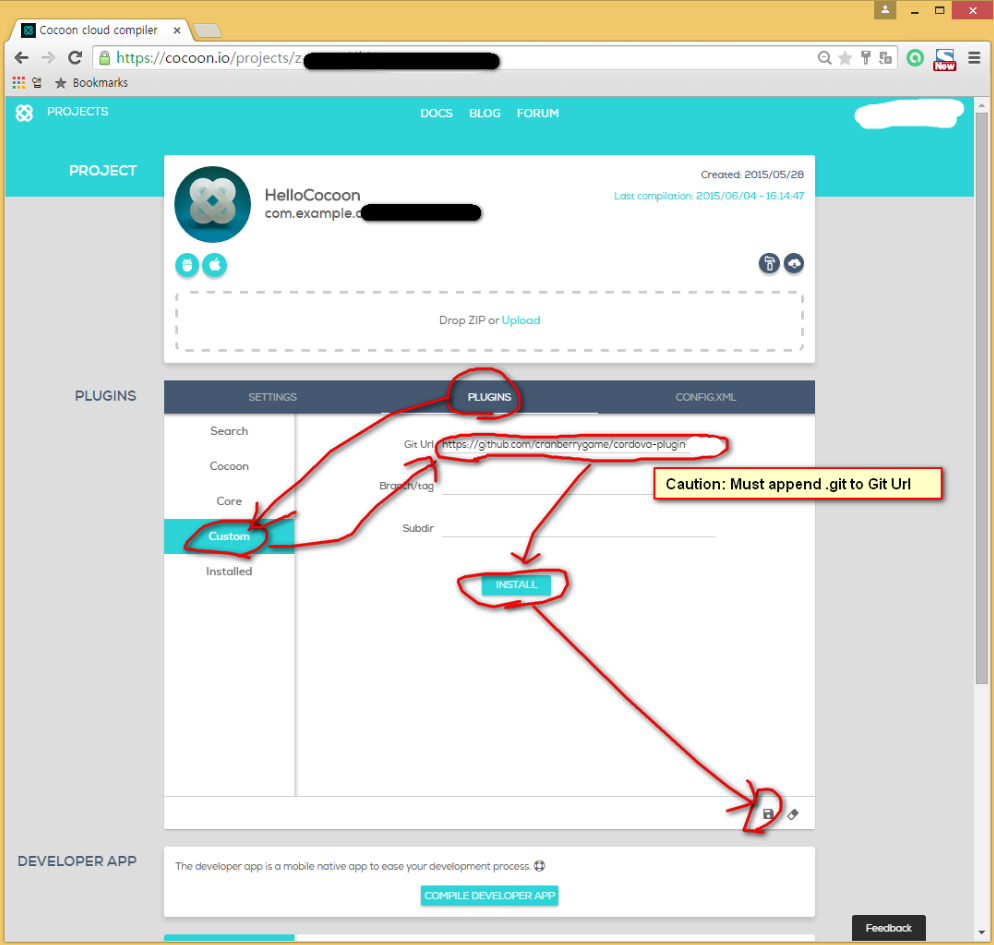 Cocoon cloud compiler
https://cocoon.io/projects/z
New
Bookmarks
PROJECTS
DOCS BLOG FORUM
PROJECT
HelloCocoon
com.example.c
Created: 2015/05/28
Last compilation: 2015/06/04 - 16:14:47
Drop ZIP or Upload
PLUGINS
SETTINGS PLUGINS CONFIG.XML
Search
Cocoon
Core
Custom
Installed
Git Url https://github.com/cranberrygame/cordova-plugin-
Branch/tag
Caution: Must append .git to Git Url
Subdir
INSTALL
DEVELOPER APP
The developer app is a mobile native app to ease your development process.
COMPILE DEVELOPER APP
Feedback